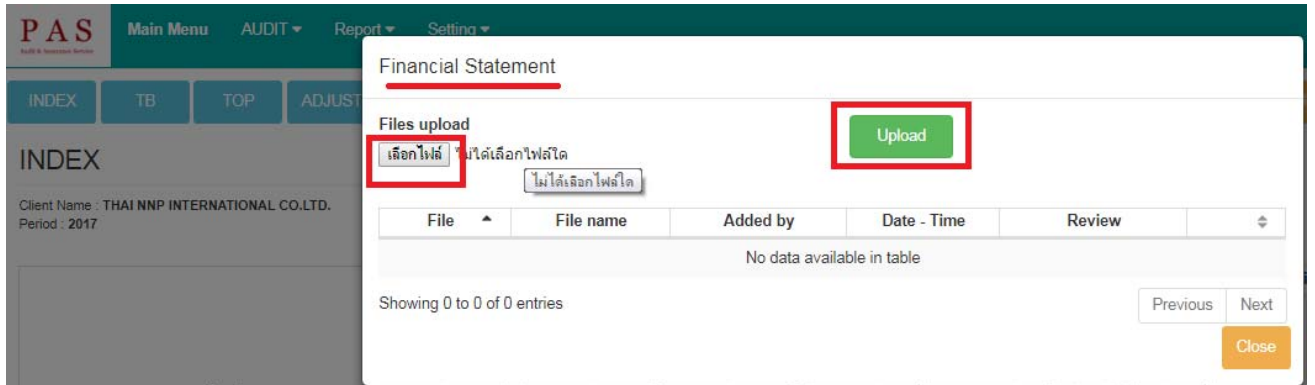 PAS
Main Menu AUDIT Report Setting
INDEX TB TOP ADJUST
INDEX
Client Name : THAI NNP INTERNATIONAL CO.LTD.
Period : 2017
Financial Statement
Files upload
เลือกไฟล์ ไม่ได้เลือกไฟล์ใด
Upload
ไม่ได้เลือกไฟล์ใด
File File name Added by Date - Time Review
No data available in table
Showing 0 to 0 of 0 entries
Previous Next
Close